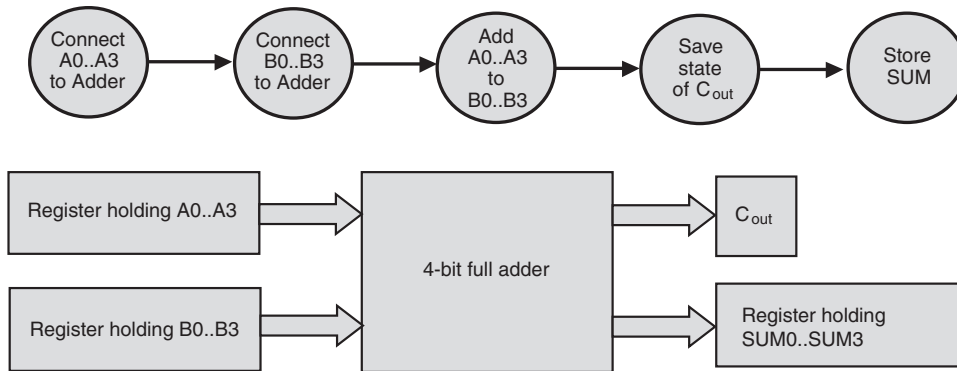 Connect
A0..A3
to Adder
Connect
B0..B3
to Adder
Add
A0..A3
to
B0..B3
Save
state
of Cout
Store
SUM
Register holding A0..A3
4-bit full adder
Cout
Register holding B0..B3
Register holding
SUM0..SUM3